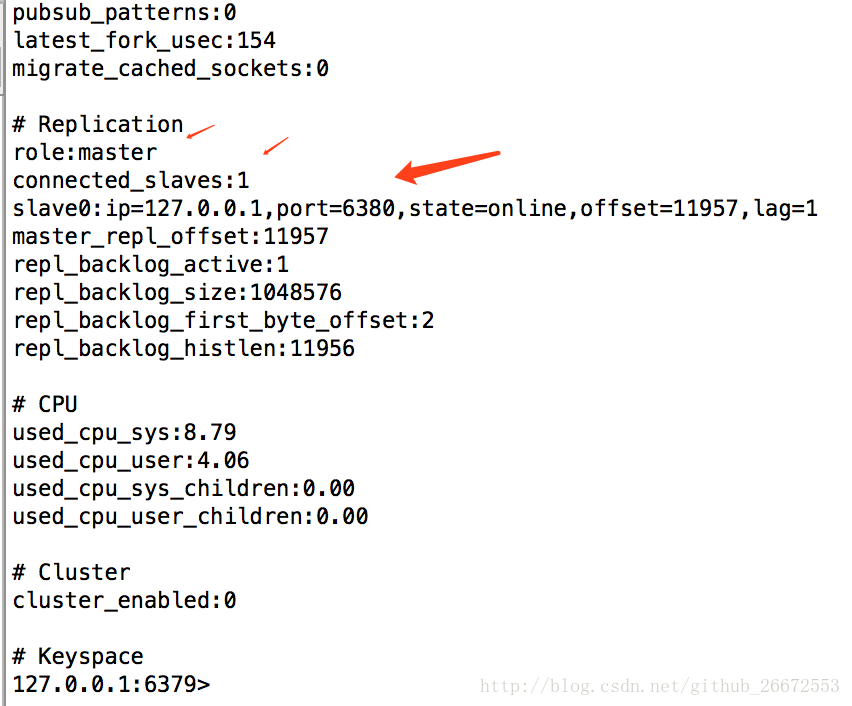 pubsub_patterns:0
latest_fork_usec:154
migrate_cached_sockets:0
# Replication
role:master
connected_slaves:1
slave0:ip=127.0.0.1,port=6380,state=online,offset=11957,lag=1
master_repl_offset:11957
repl_backlog_active:1
repl_backlog_size:1048576
repl_backlog_first_byte_offset:2
repl_backlog_histlen:11956
# CPU
used_cpu_sys:8.79
used_cpu_user:4.06
used_cpu_sys_children:0.00
used_cpu_user_children:0.00
# Cluster
cluster_enabled:0
# Keyspace
127.0.0.1:6379>
http://blog.csdn.net/github_26672553